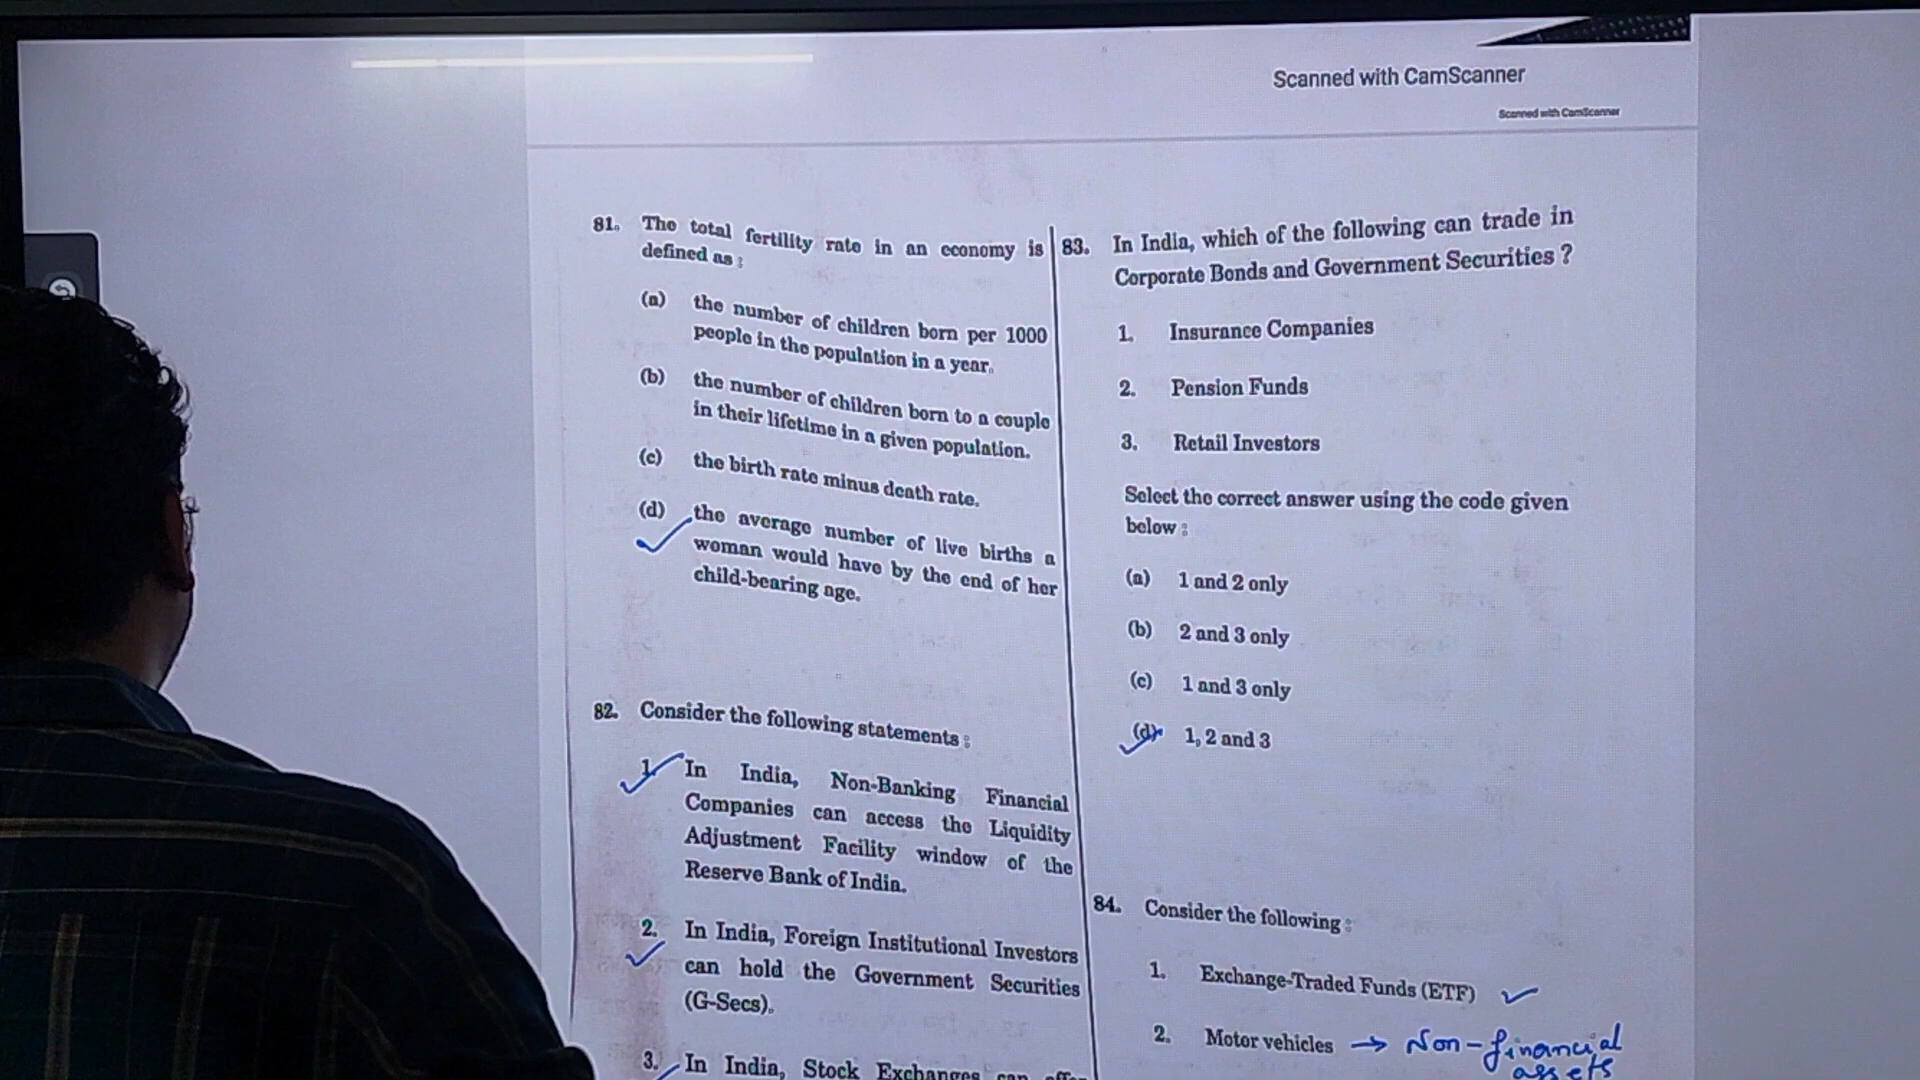 Scanned with CamScanner
Scanned with CamScanner
81. The total fertility rate in an economy is
defined as :
(a) the number of children born per 1000
people in the population in a year.
(b) the number of children born to a couple
in their lifetime in a given population.
(c) the birth rate minus death rate.
(d) the average number of live births a
woman would have by the end of her
child-bearing age.
82. Consider the following statements :
1. In India, Non-Banking Financial
Companies can access the Liquidity
Adjustment Facility window of the
Reserve Bank of India.
2. In India, Foreign Institutional Investors
can hold the Government Securities
(G-Secs).
3. In India, Stock Exchanges can offer
83. In India, which of the following can trade in
Corporate Bonds and Government Securities ?
1. Insurance Companies
2. Pension Funds
3. Retail Investors
Select the correct answer using the code given
below :
(a) 1 and 2 only
(b) 2 and 3 only
(c) 1 and 3 only
(d) 1, 2 and 3
84. Consider the following :
1. Exchange-Traded Funds (ETF)
2. Motor vehicles → Non-financial
assets